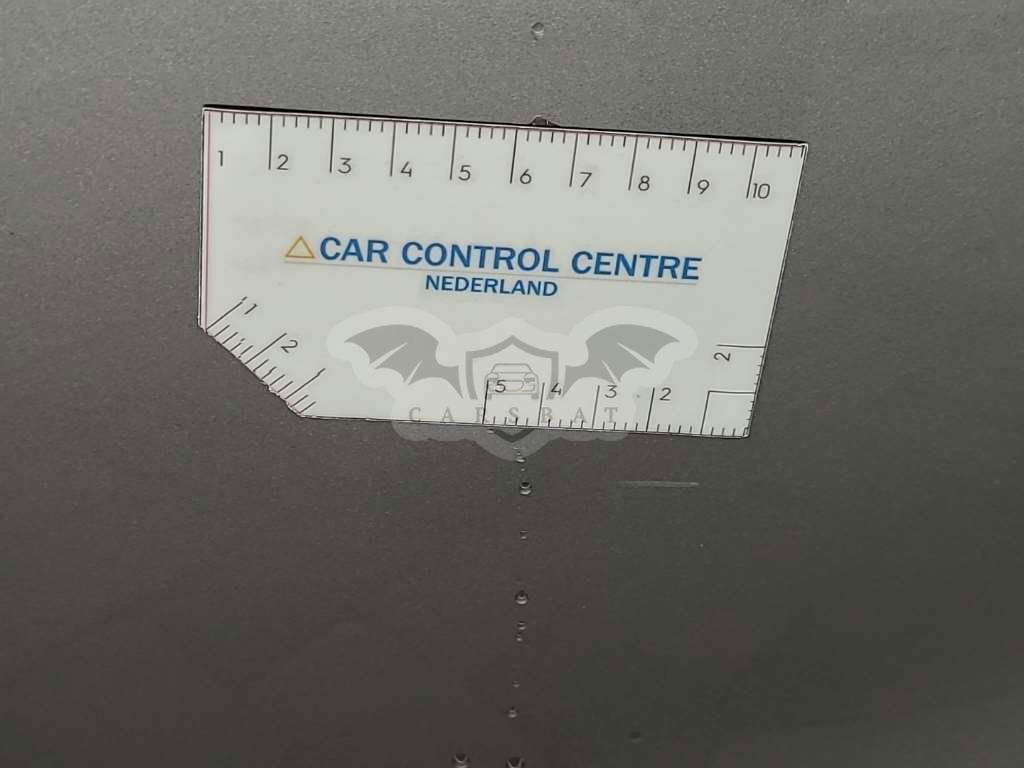 1 2 3 4 5 6 7 8 9 10
CAR CONTROL CENTRE
NEDERLAND
1
2
2
5 4 3 2
CARSBAT